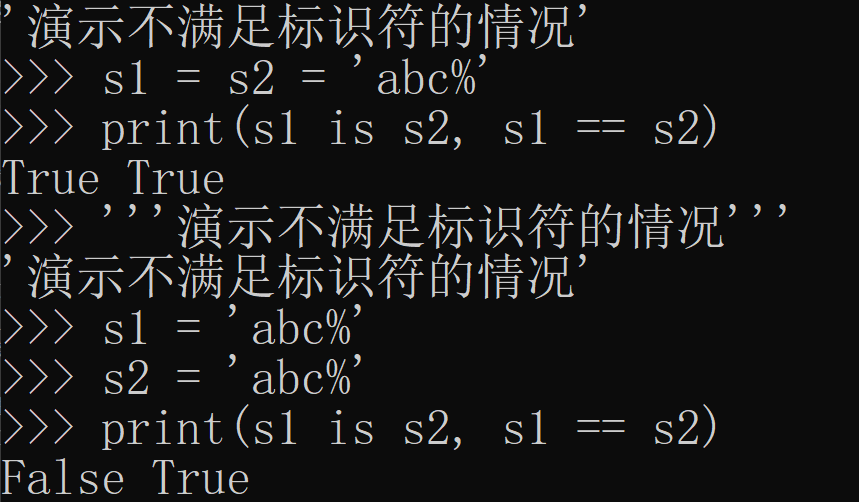 '演示不满足标识符的情况'
>>> s1 = s2 = 'abc%'
>>> print(s1 is s2, s1 == s2)
True True
>>> '''演示不满足标识符的情况'''
'演示不满足标识符的情况'
>>> s1 = 'abc%'
>>> s2 = 'abc%'
>>> print(s1 is s2, s1 == s2)
False True